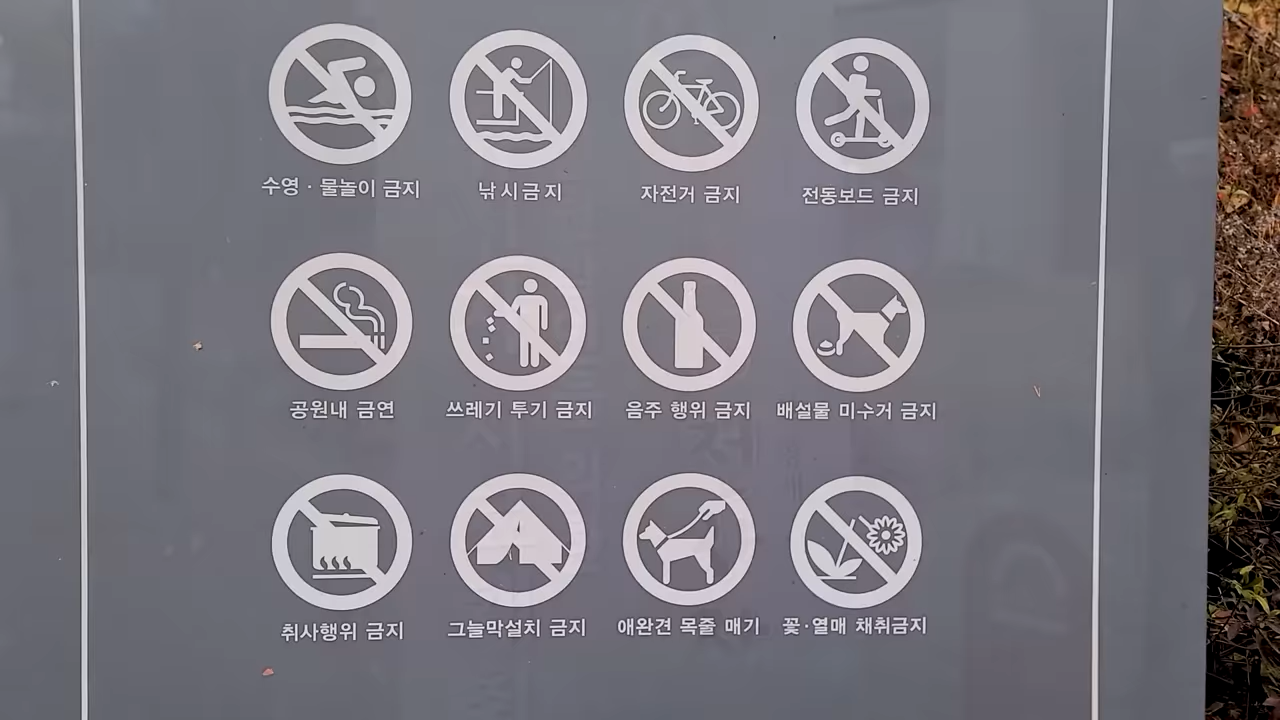 수영 · 물놀이 금지
낚시금지
자전거 금지
전동보드 금지
공원내 금연
쓰레기 투기 금지
음주 행위 금지
배설물 미수거 금지
취사행위 금지
그늘막설치 금지
애완견 목줄 매기
꽃·열매 채취금지